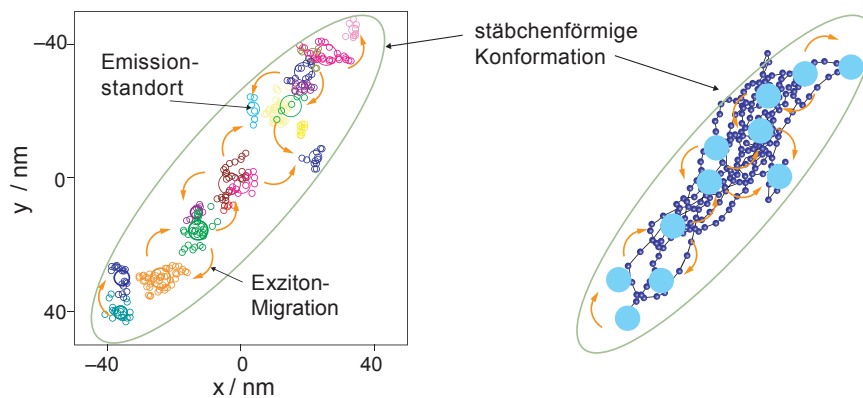 Emission-
standort
stäbchenförmige
Konformation
Exziton-
Migration
y / nm
–40
0
40
–40
0
40
x / nm